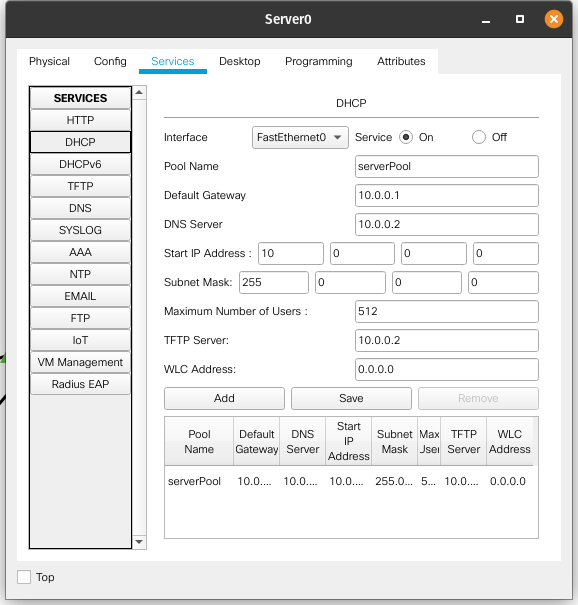 Server0
Physical Config Services Desktop Programming Attributes
SERVICES
HTTP
DHCP
DHCPv6
TFTP
DNS
SYSLOG
AAA
NTP
EMAIL
FTP
IoT
VM Management
Radius EAP
DHCP
Interface FastEthernet0 Service On Off
Pool Name serverPool
Default Gateway 10.0.0.1
DNS Server 10.0.0.2
Start IP Address : 10 0 0 0
Subnet Mask: 255 0 0 0
Maximum Number of Users : 512
TFTP Server: 10.0.0.2
WLC Address: 0.0.0.0
Add Save Remove
Pool Name Default Gateway DNS Server Start IP Address Subnet Mask Max User TFTP Server WLC Address
serverPool 10.0.... 10.0.... 10.0.... 255.0... 5... 10.0.... 0.0.0.0
Top